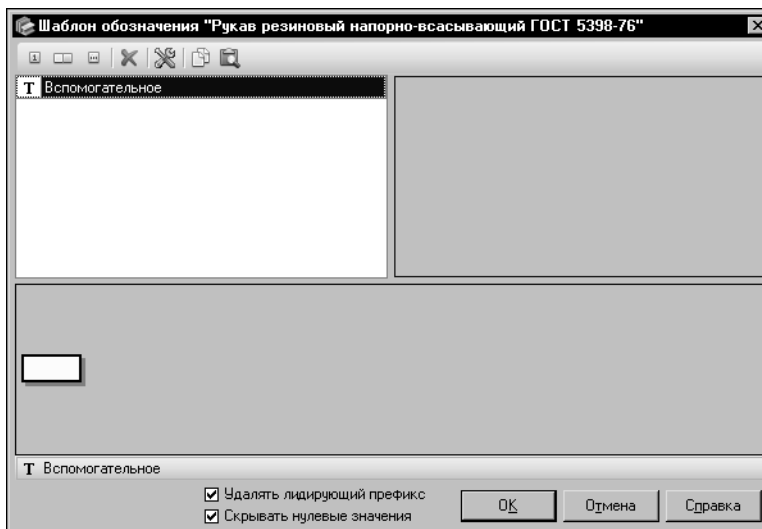 Шаблон обозначения "Рукав резиновый напорно-всасывающий ГОСТ 5398-76"
T Вспомогательное
T Вспомогательное
Удалять лидирующий префикс
Скрывать нулевые значения
OK
Отмена
Справка